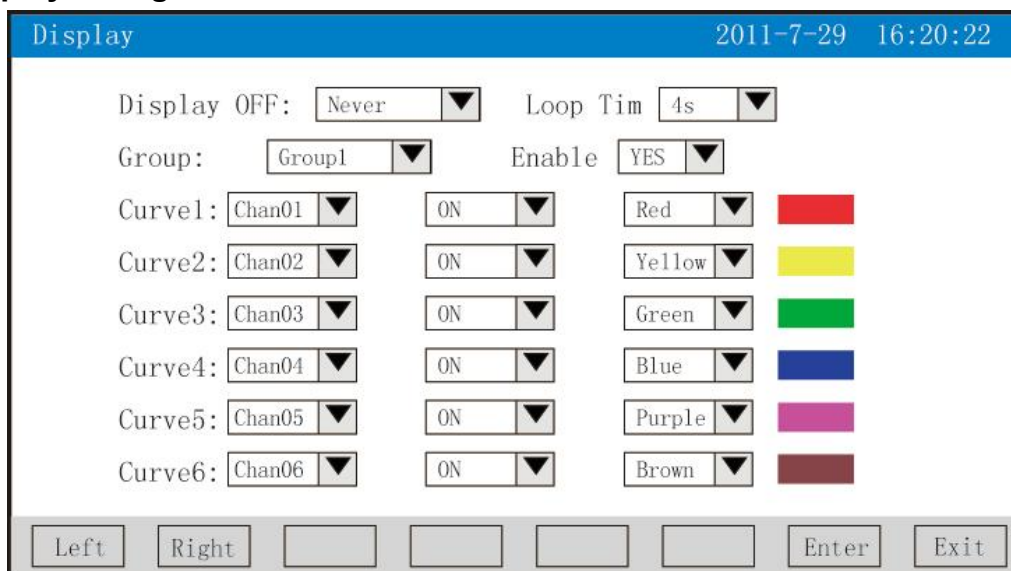 Display 2011-7-29 16:20:22
Display OFF: Never Loop Tim 4s
Group: Group1 Enable YES
Curve1: Chan01 ON Red
Curve2: Chan02 ON Yellow
Curve3: Chan03 ON Green
Curve4: Chan04 ON Blue
Curve5: Chan05 ON Purple
Curve6: Chan06 ON Brown
Left Right Enter Exit